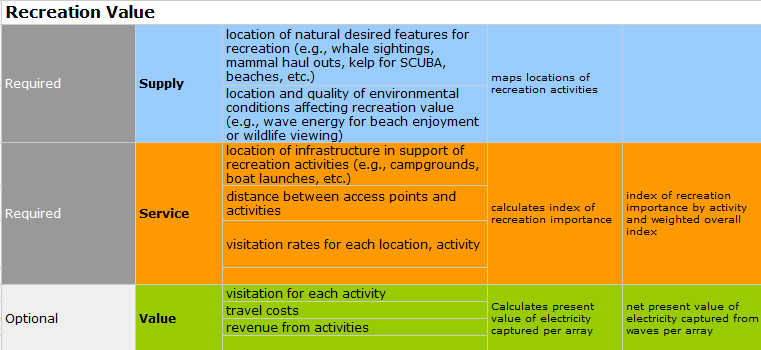 Recreation Value
Required
Supply
location of natural desired features for
recreation (e.g., whale sightings,
mammal haul outs, kelp for SCUBA,
beaches, etc.)
location and quality of environmental
conditions affecting recreation value
(e.g., wave energy for beach enjoyment
or wildlife viewing)
maps locations of
recreation activities
Required
Service
location of infrastructure in support of
recreation activities (e.g., campgrounds,
boat launches, etc.)
distance between access points and
activities
visitation rates for each location, activity
calculates index of
recreation importance
index of recreation
importance by activity
and weighted overall
index
Optional
Value
visitation for each activity
travel costs
revenue from activities
Calculates present
value of electricity
captured per array
net present value of
electricity captured from
waves per array